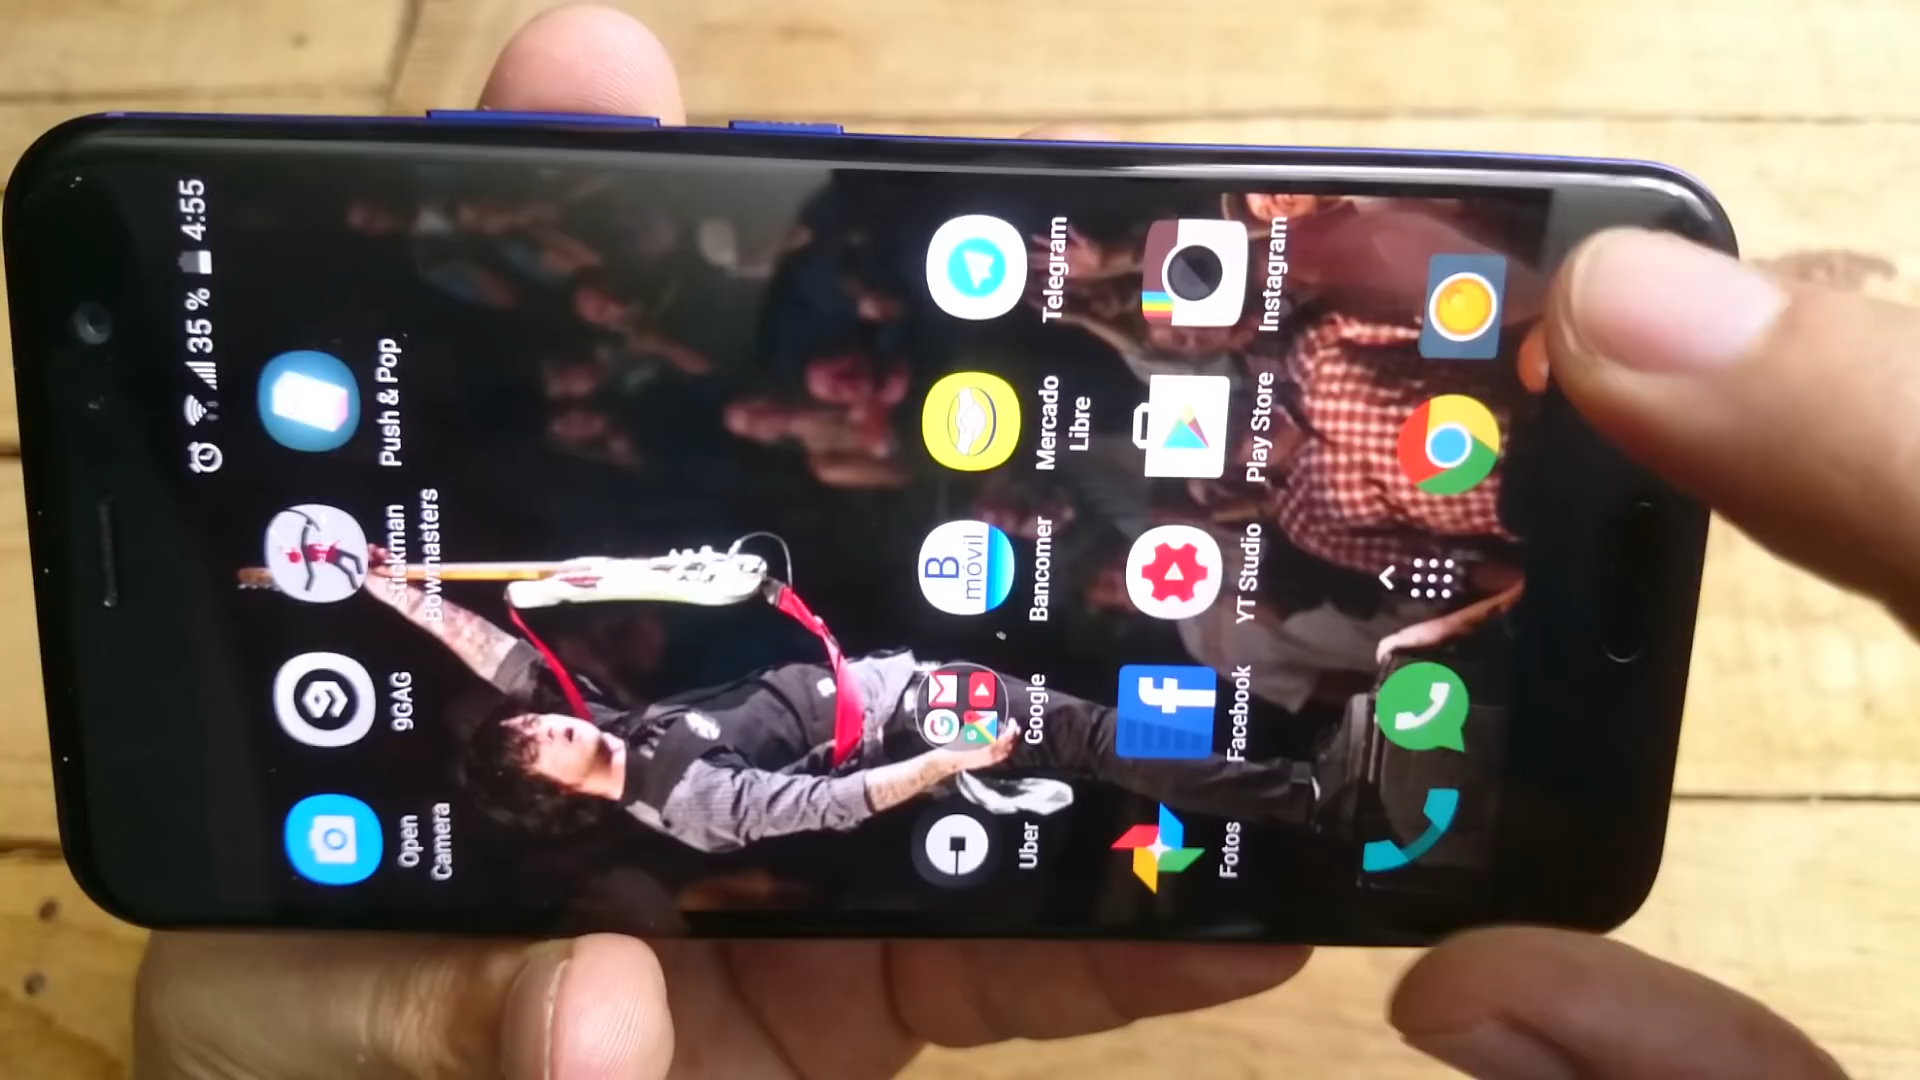 35 % 4:55
Open
Camera
9GAG
Stickman
Bowmasters
Push & Pop
B
móvil
G
Uber
Google
Bancomer
Mercado
Libre
Telegram
f
Fotos
Facebook
YT Studio
Play Store
Instagram